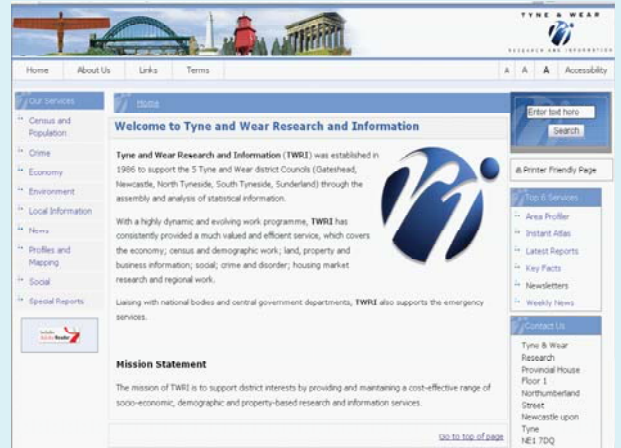 TYNE & WEAR
RESEARCH AND INFORMATION
Home About Us Links Terms A A A Accessibility
Our Services
Census and
Population
Crime
Economy
Environment
Local Information
News
Profiles and
Mapping
Social
Special Reports
Adobe Reader
Home
Welcome to Tyne and Wear Research and Information
Tyne and Wear Research and Information (TWRI) was established in
1986 to support the 5 Tyne and Wear district Councils (Gateshead,
Newcastle, North Tyneside, South Tyneside, Sunderland) through the
assembly and analysis of statistical information.
With a highly dynamic and evolving work programme, TWRI has
consistently provided a much valued and efficient service, which covers
the economy; census and demographic work; land, property and
business information; social; crime and disorder; housing market
research and regional work.
Liaising with national bodies and central government departments, TWRI also supports the emergency
services.
Mission Statement
The mission of TWRI is to support district interests by providing and maintaining a cost-effective range of
socio-economic, demographic and property-based research and information services.
Go to top of page
Enter text here
Search
Printer Friendly Page
Top 6 Services
Area Profiler
Instant Atlas
Latest Reports
Key Facts
Newsletters
Weekly News
Contact Us
Tyne & Wear
Research
Provincial House
Floor 1
Northumberland
Street
Newcastle upon
Tyne
NE1 7DQ